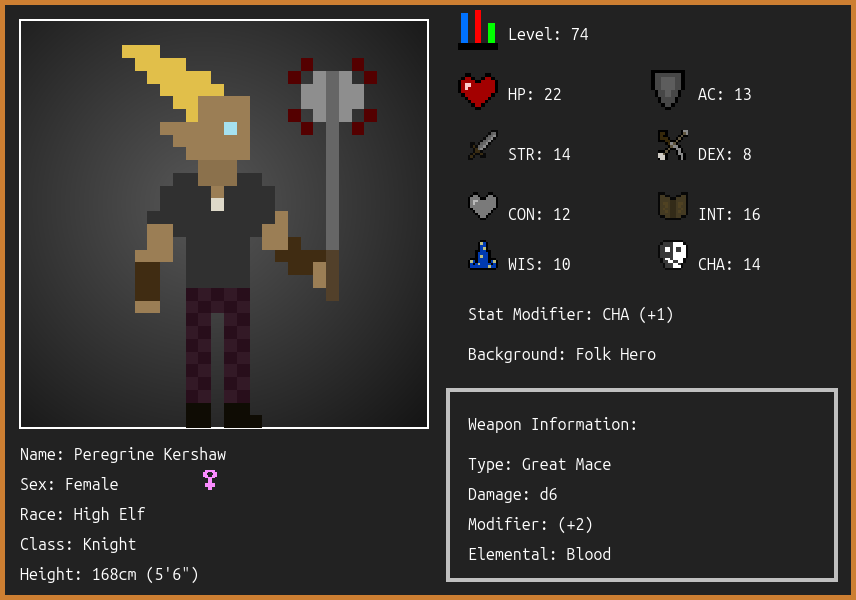 Level: 74
HP: 22
AC: 13
STR: 14
DEX: 8
CON: 12
INT: 16
WIS: 10
CHA: 14
Stat Modifier: CHA (+1)
Background: Folk Hero
Weapon Information:
Type: Great Mace
Damage: d6
Modifier: (+2)
Elemental: Blood
Name: Peregrine Kershaw
Sex: Female
Race: High Elf
Class: Knight
Height: 168cm (5'6")